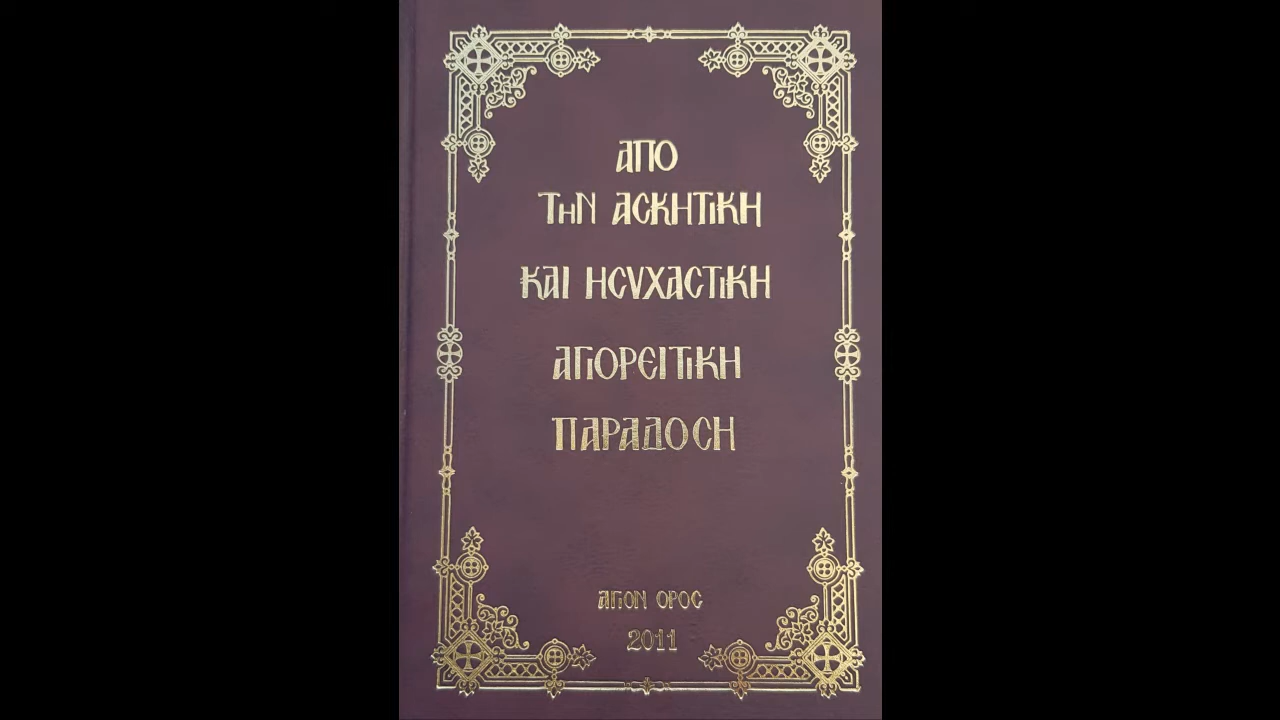 ΑΠΟ
ΤΗΝ ΑΣΚΗΤΙΚΗ
ΚΑΙ ΗΣΥΧΑΣΤΙΚΗ
ΑΓΙΟΡΕΙΤΙΚΗ
ΠΑΡΑΔΟΣΗ
ΑΓΙΟΝ ΟΡΟΣ
2011